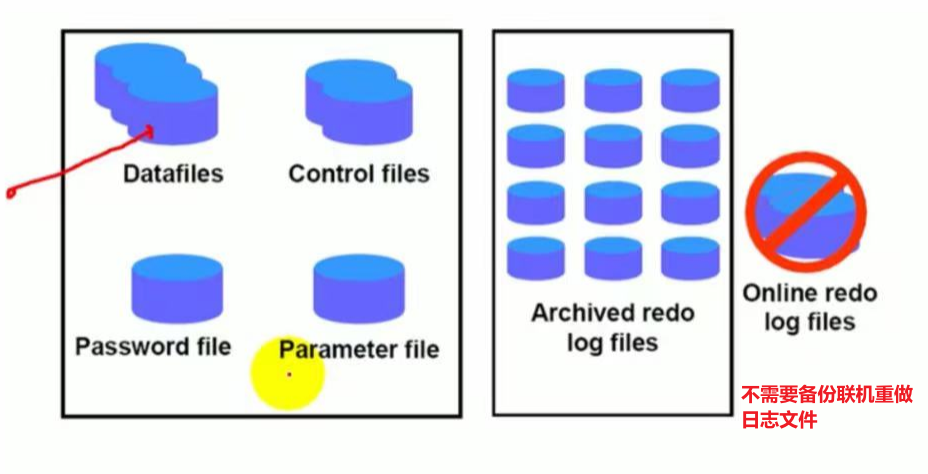 Datafiles
Control files
Password file
Parameter file
Archived redo
log files
Online redo
log files
不需要备份联机重做
日志文件